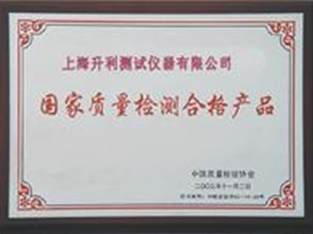 上海升利测试仪器有限公司
国家质量检测合格产品
中国质量检验协会